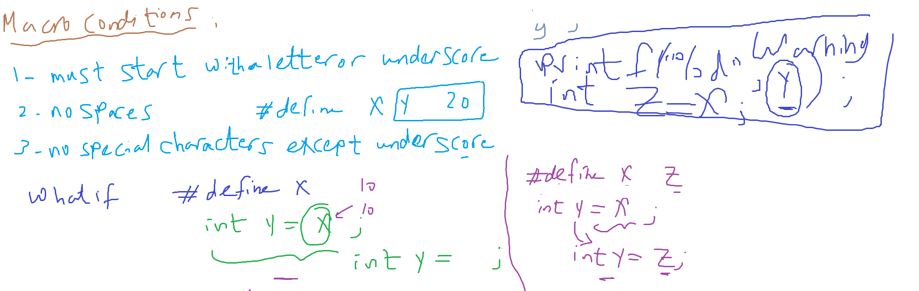 Macro Conditions .
1- must start with a letter or underscore
2- no spaces #define X Y 20
3- no special characters except underscore
what if #define X 10
int y = X ; 10
int y = ;
y ;
Warning
printf("%d", y) ;
int Z = X ;
#define X Z
int y = X ;
int y = Z ;